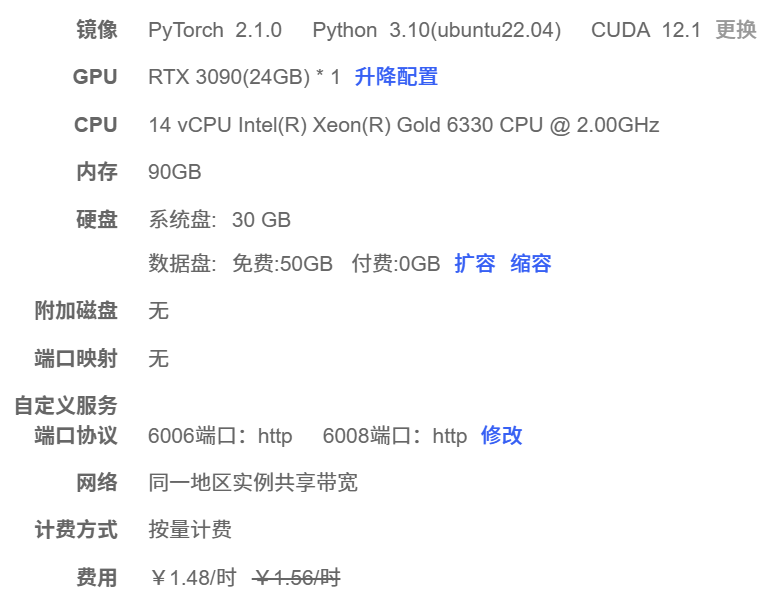 镜像 PyTorch 2.1.0 Python 3.10(ubuntu22.04) CUDA 12.1 更换
GPU RTX 3090(24GB) * 1 升降配置
CPU 14 vCPU Intel(R) Xeon(R) Gold 6330 CPU @ 2.00GHz
内存 90GB
硬盘 系统盘: 30 GB
数据盘: 免费:50GB 付费:0GB 扩容 缩容
附加磁盘 无
端口映射 无
自定义服务
端口协议 6006端口：http 6008端口：http 修改
网络 同一地区实例共享带宽
计费方式 按量计费
费用 ￥1.48/时 ￥1.56/时